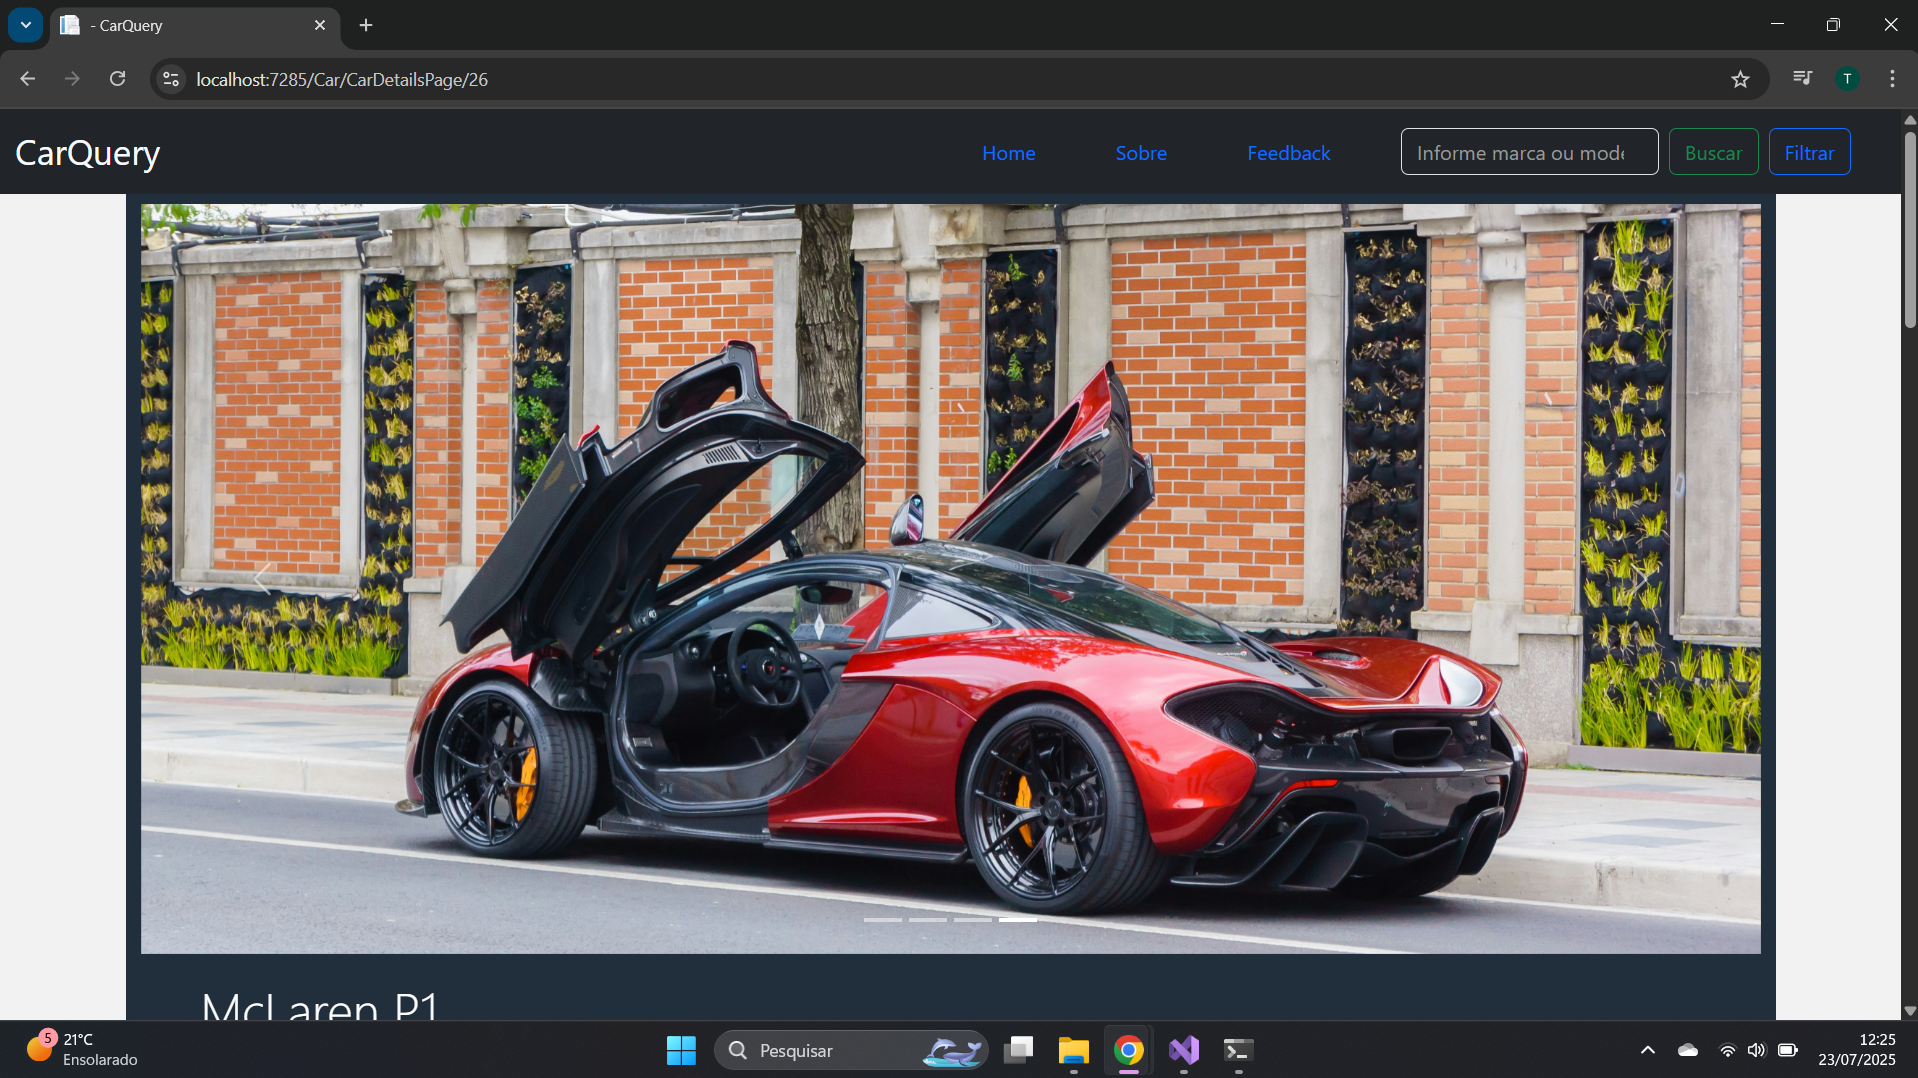 - CarQuery
localhost:7285/Car/CarDetailsPage/26
T
CarQuery
Home
Sobre
Feedback
Informe marca ou mode
Buscar
Filtrar
McLaren P1
5
21°C
Ensolarado
Pesquisar
12:25
23/07/2025